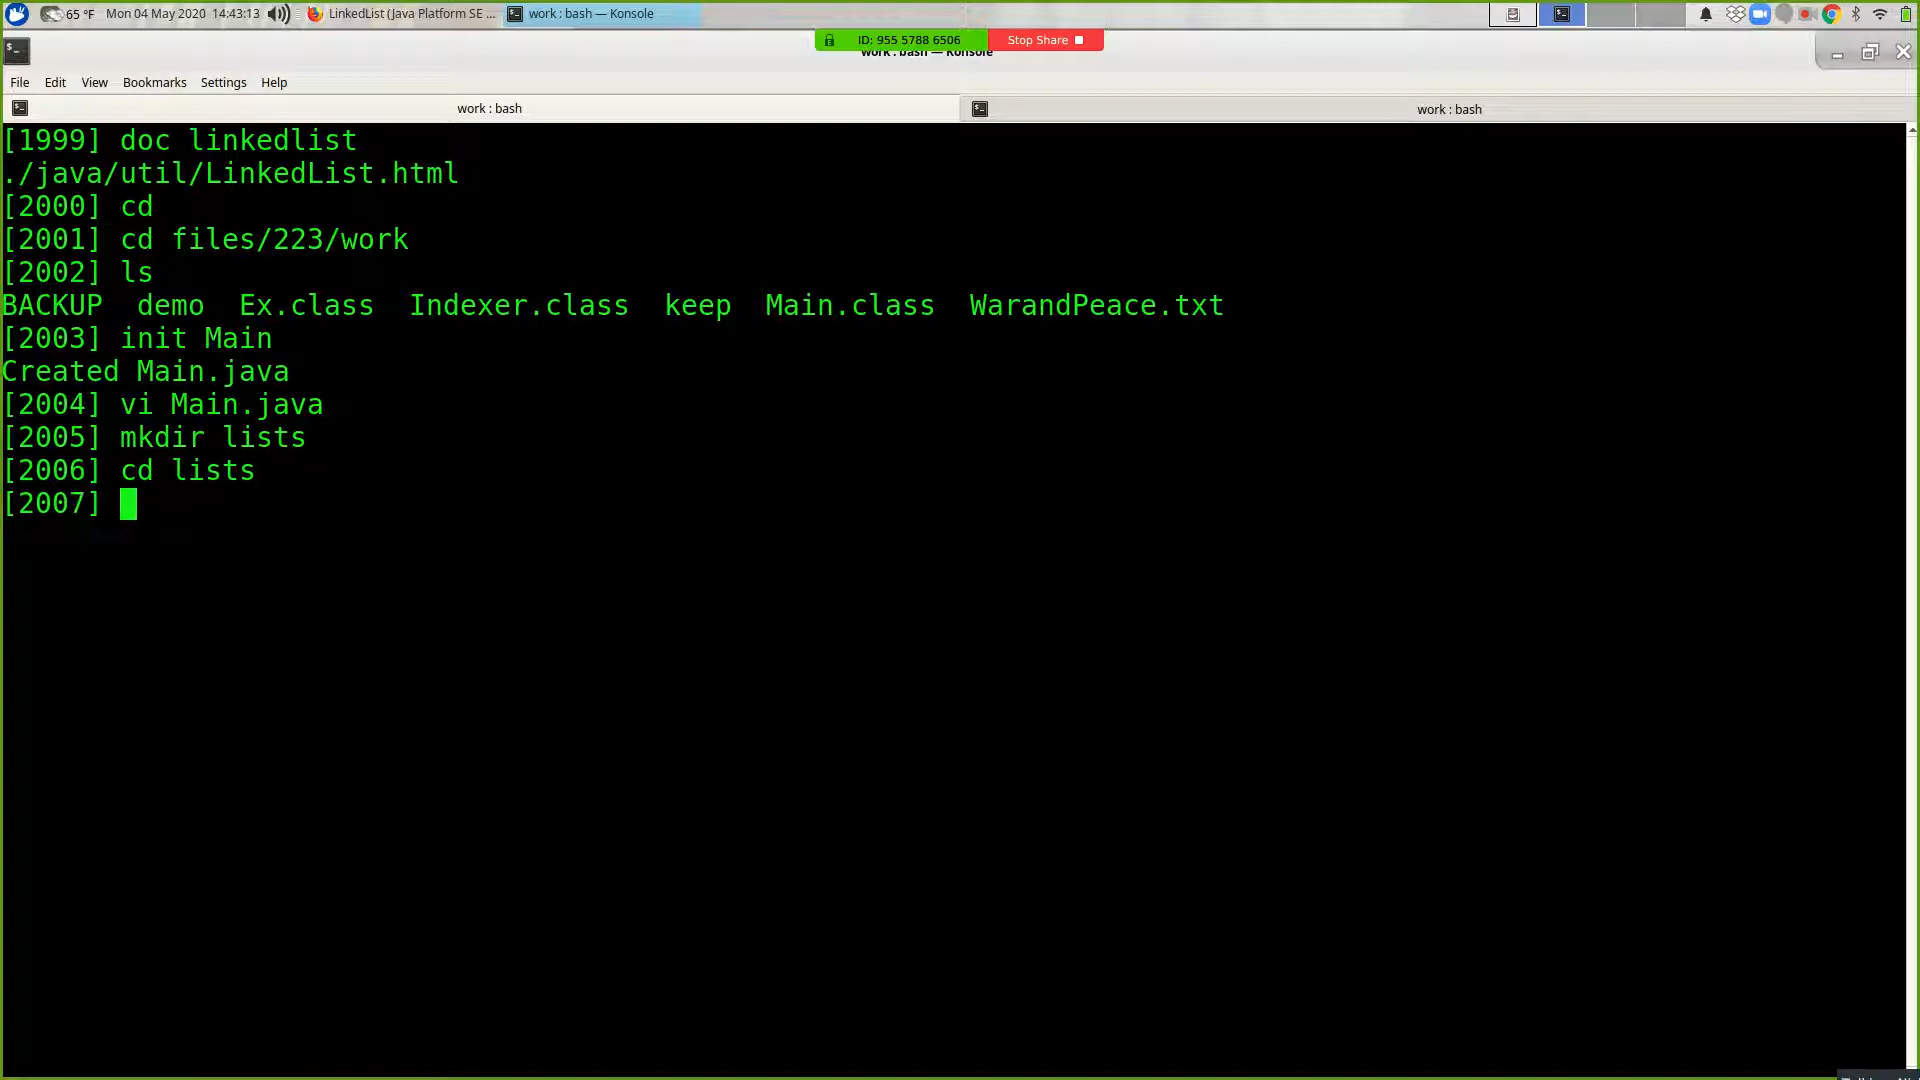 65 °F Mon 04 May 2020 14:43:13 LinkedList (Java Platform SE ... work : bash — Konsole
ID: 955 5788 6506 Stop Share
work : bash — Konsole
File Edit View Bookmarks Settings Help
work : bash work : bash
[1999] doc linkedlist
./java/util/LinkedList.html
[2000] cd
[2001] cd files/223/work
[2002] ls
BACKUP demo Ex.class Indexer.class keep Main.class WarandPeace.txt
[2003] init Main
Created Main.java
[2004] vi Main.java
[2005] mkdir lists
[2006] cd lists
[2007]